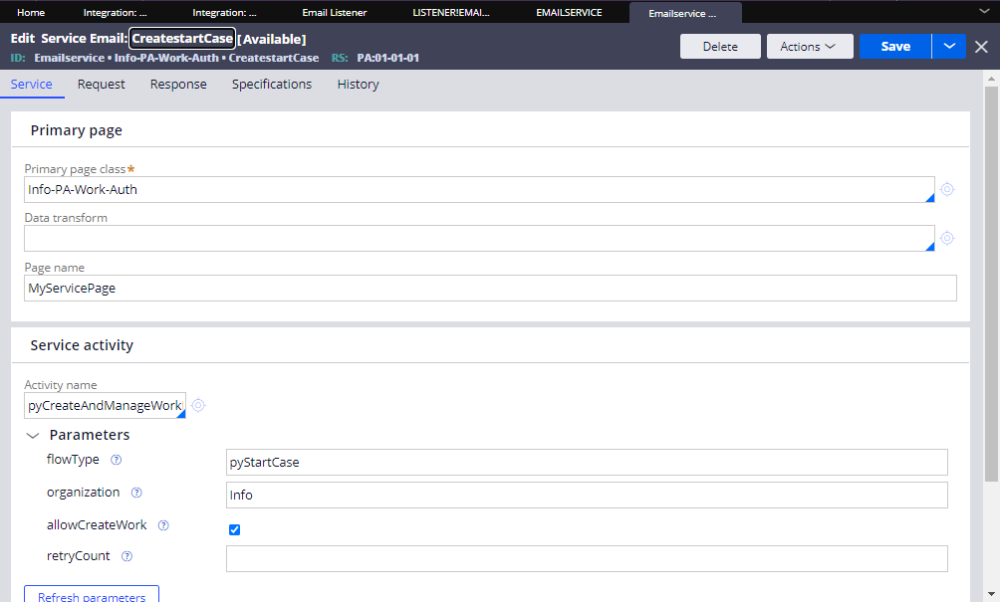 Home Integration: ... Integration: ... Email Listener LISTENER!EMAI... EMAILSERVICE Emailservice ...
Edit Service Email: CreatestartCase [Available]
Delete Actions Save
ID: Emailservice • Info-PA-Work-Auth • CreatestartCase RS: PA:01-01-01
Service Request Response Specifications History
Primary page
Primary page class*
Info-PA-Work-Auth
Data transform
Page name
MyServicePage
Service activity
Activity name
pyCreateAndManageWork
Parameters
flowType ? pyStartCase
organization ? Info
allowCreateWork ?
retryCount ?
Refresh parameters